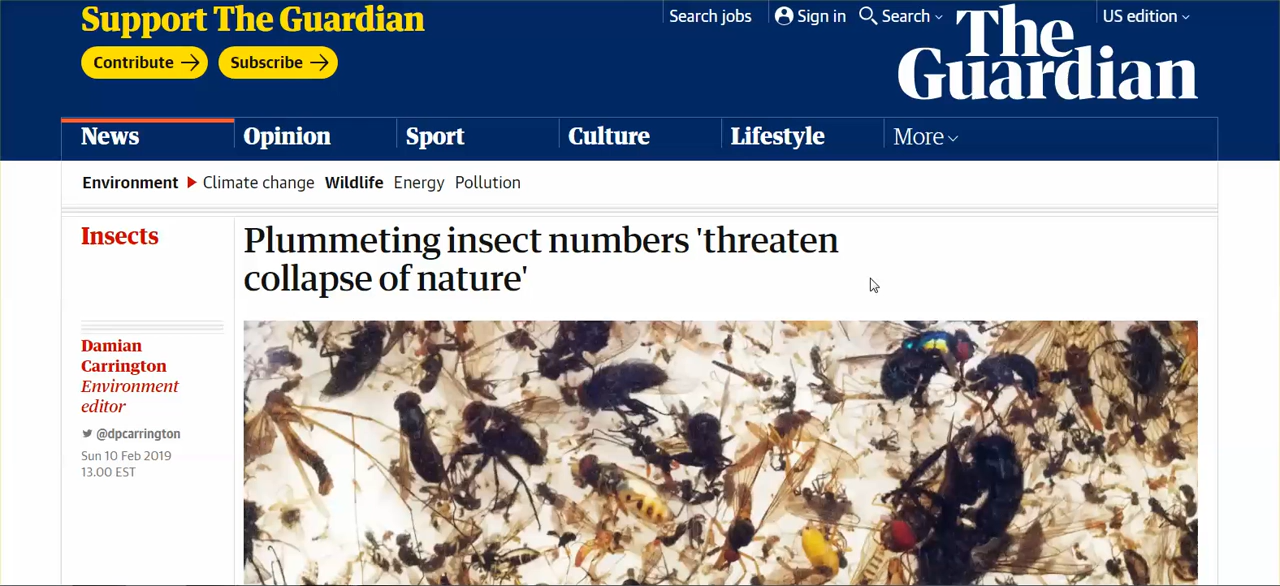 Support The Guardian
Search jobs
Sign in
Search
US edition
Contribute
Subscribe
The
Guardian
News
Opinion
Sport
Culture
Lifestyle
More
Environment
Climate change
Wildlife
Energy
Pollution
Insects
Plummeting insect numbers 'threaten
collapse of nature'
Damian
Carrington
Environment
editor
@dpcarrington
Sun 10 Feb 2019
13.00 EST